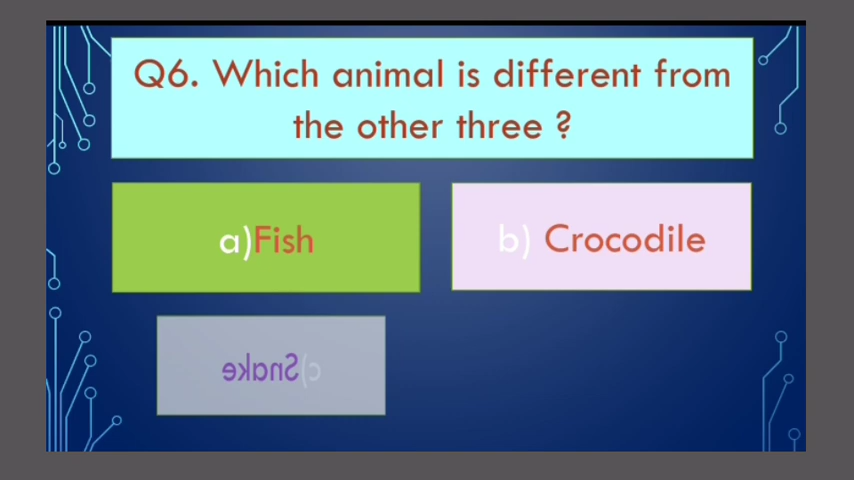 Q6. Which animal is different from
the other three ?
a)Fish
b) Crocodile
c)Snake